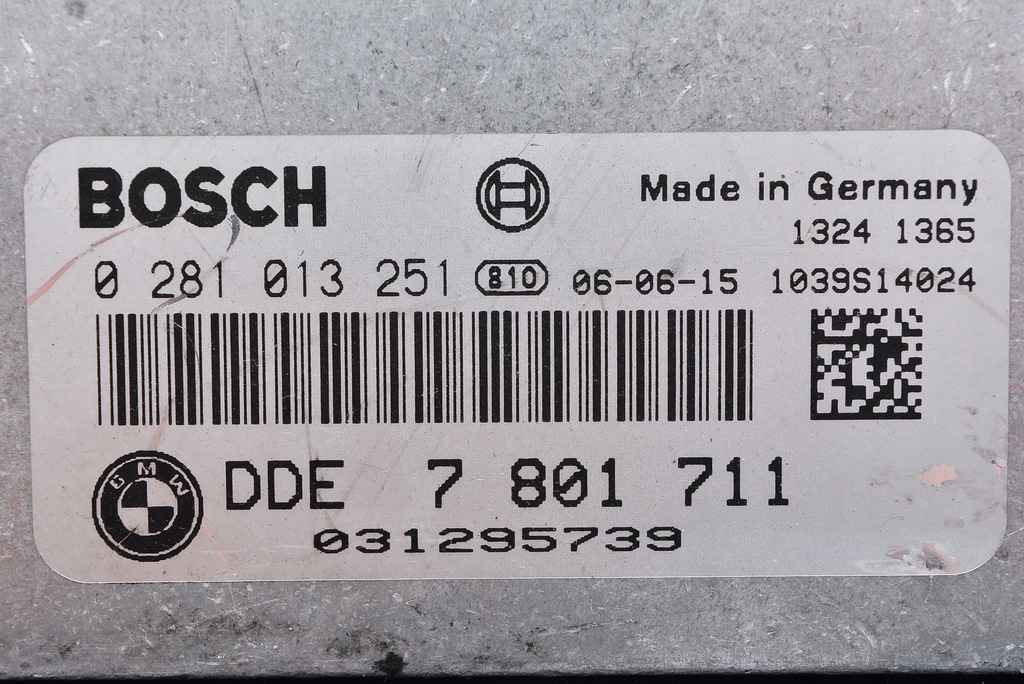 BOSCH
Made in Germany
1324 1365
0 281 013 251 810 06-06-15 1039S14024
BMW
DDE 7 801 711
031295739